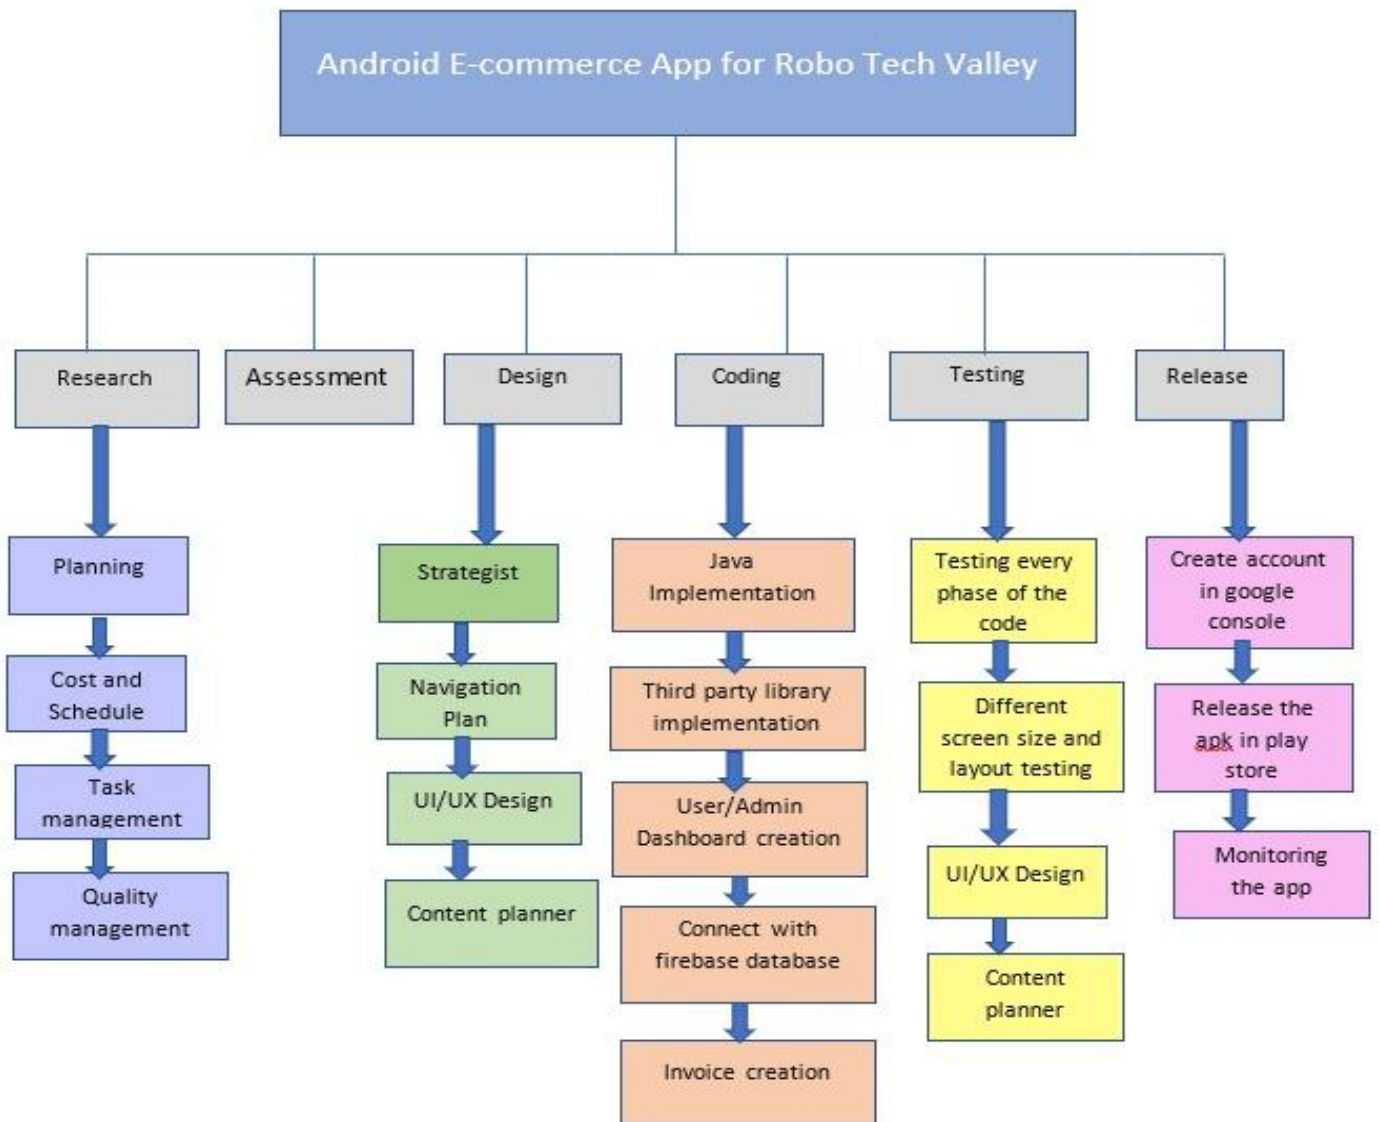 Android E-commerce App for Robo Tech Valley
Research
Assessment
Design
Coding
Testing
Release
Planning
Cost and
Schedule
Task
management
Quality
management
Strategist
Navigation
Plan
UI/UX Design
Content planner
Java
Implementation
Third party library
implementation
User/Admin
Dashboard creation
Connect with
firebase database
Invoice creation
Testing every
phase of the
code
Different
screen size and
layout testing
UI/UX Design
Content
planner
Create account
in google
console
Release the
apk in play
store
Monitoring
the app